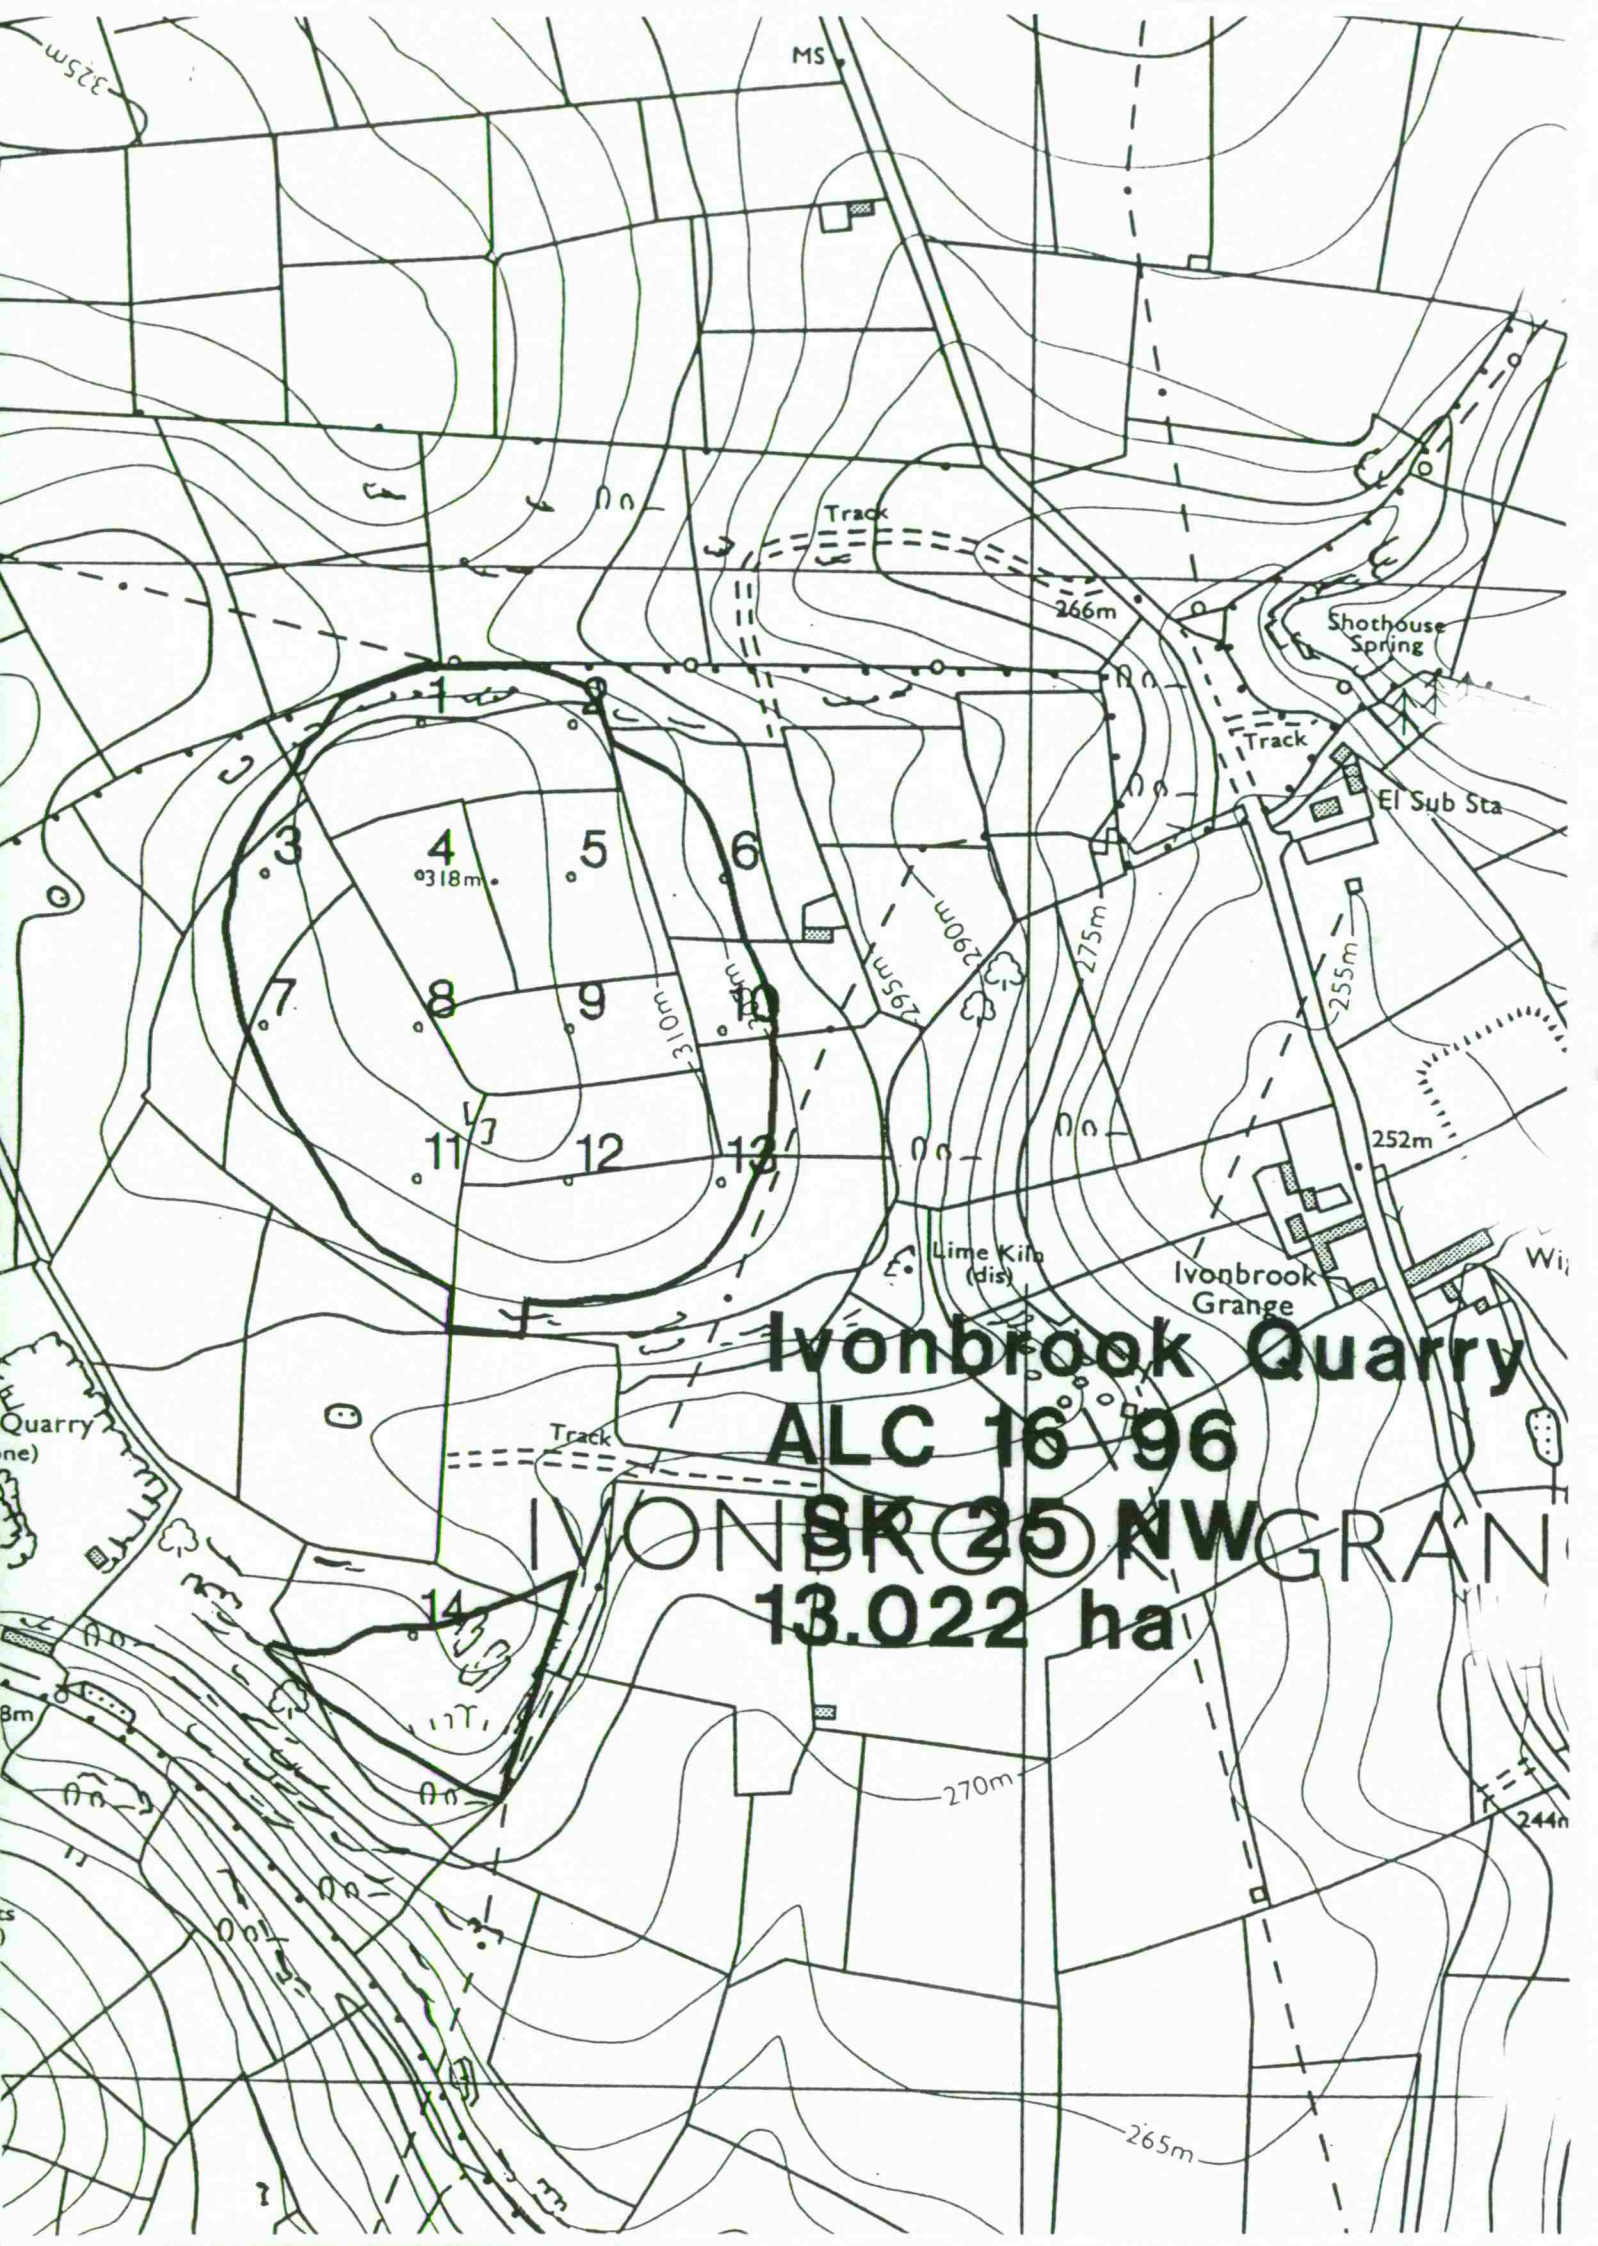 325m
MS
Track
266m
Shothouse
Spring
1
2
Track
El Sub Sta
3
4
5
6
318m
290m
275m
295m
255m
7
8
9
10
310m
252m
11
12
13
Lime Kiln
(dis)
Ivonbrook
Grange
Ivonbrook Quarry
Quarry
Track
ALC 16\96
SK 25 NW
IVONBROOK GRAN
14
13.022 ha
8m
270m
244m
265m